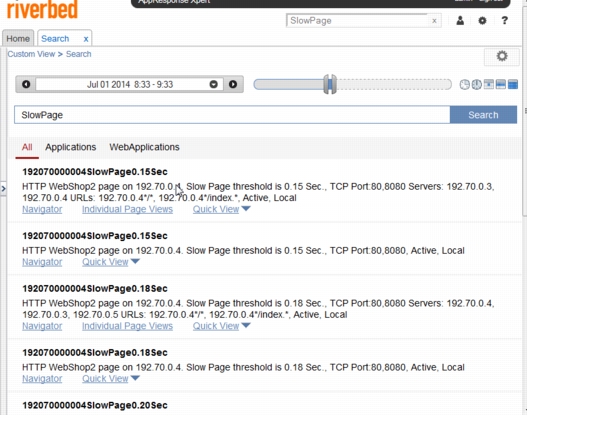 riverbed
AppResponse Xpert
SlowPage x ?
Home Search x
Custom View > Search
Jul 01 2014 8:33 - 9:33
SlowPage Search
All Applications WebApplications
192070000004SlowPage0.15Sec
HTTP WebShop2 page on 192.70.0.4. Slow Page threshold is 0.15 Sec., TCP Port:80,8080 Servers: 192.70.0.3,
192.70.0.4 URLs: 192.70.0.4*/*, 192.70.0.4*/index.*, Active, Local
Navigator Individual Page Views Quick View
192070000004SlowPage0.15Sec
HTTP WebShop2 page on 192.70.0.4. Slow Page threshold is 0.15 Sec., TCP Port:80,8080, Active, Local
Navigator Quick View
192070000004SlowPage0.18Sec
HTTP WebShop2 page on 192.70.0.4. Slow Page threshold is 0.18 Sec., TCP Port:80,8080 Servers: 192.70.0.4,
192.70.0.3, 192.70.0.5 URLs: 192.70.0.4*/*, 192.70.0.4*/index.*, Active, Local
Navigator Individual Page Views Quick View
192070000004SlowPage0.18Sec
HTTP WebShop2 page on 192.70.0.4. Slow Page threshold is 0.18 Sec., TCP Port:80,8080, Active, Local
Navigator Quick View
192070000004SlowPage0.20Sec